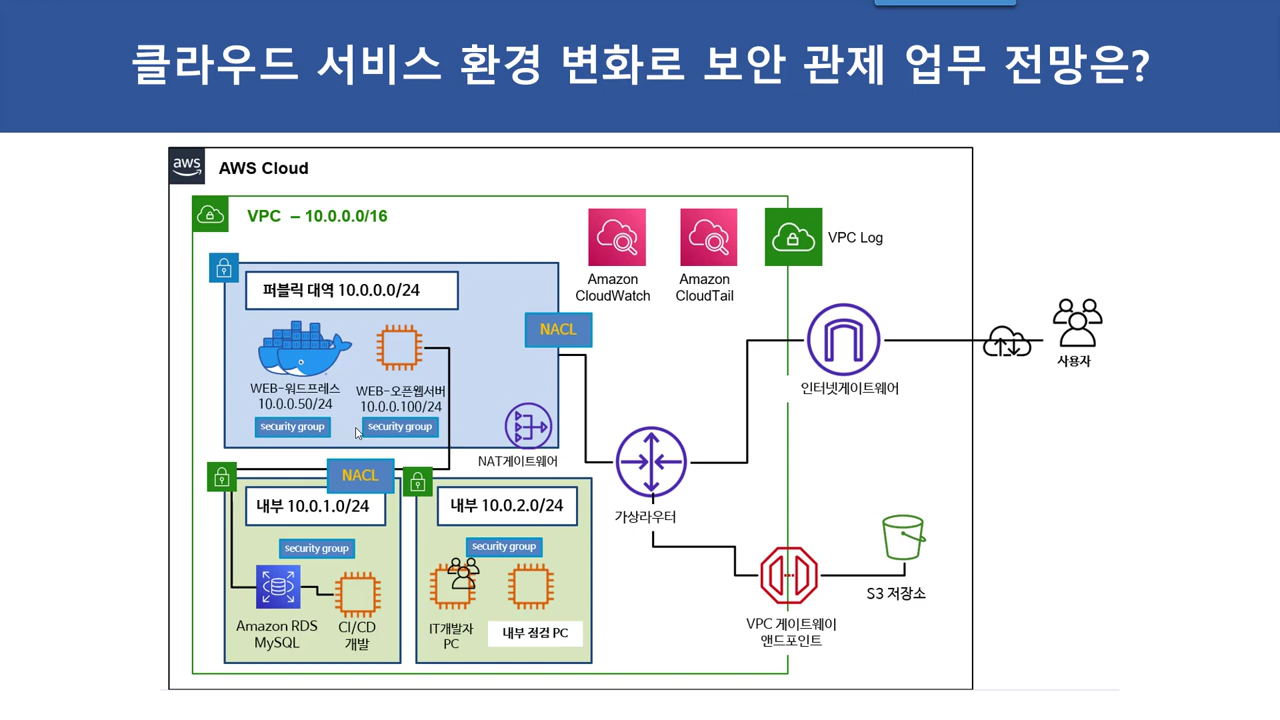 클라우드 서비스 환경 변화로 보안 관제 업무 전망은?
aws
AWS Cloud
VPC – 10.0.0.0/16
Amazon
CloudWatch
Amazon
CloudTail
VPC Log
퍼블릭 대역 10.0.0.0/24
NACL
WEB-워드프레스
10.0.0.50/24
security group
WEB-오픈웹서버
10.0.0.100/24
security group
NAT게이트웨어
인터넷게이트웨어
사용자
NACL
내부 10.0.1.0/24
security group
Amazon RDS
MySQL
CI/CD
개발
내부 10.0.2.0/24
security group
IT개발자
PC
내부 점검 PC
가상라우터
VPC 게이트웨이
앤드포인트
S3 저장소